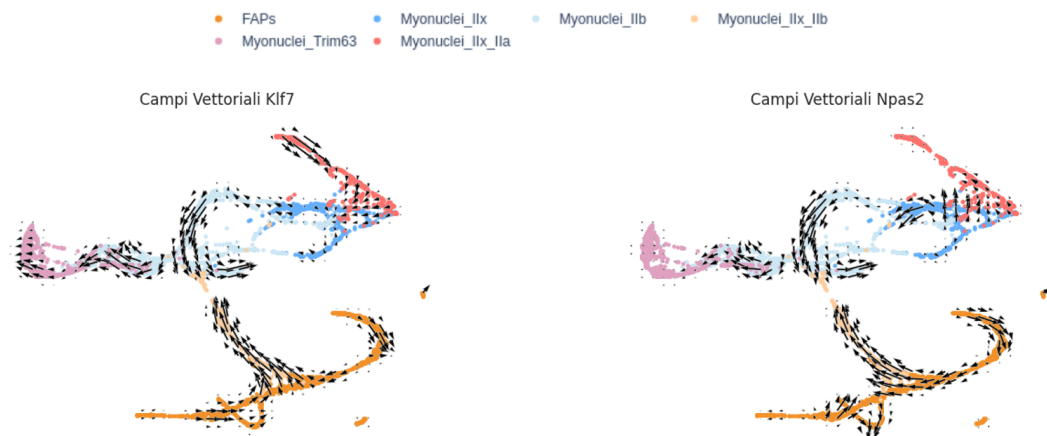 FAPs Myonuclei_IIx Myonuclei_IIb Myonuclei_IIx_IIb
Myonuclei_Trim63 Myonuclei_IIx_IIa
Campi Vettoriali Klf7 Campi Vettoriali Npas2